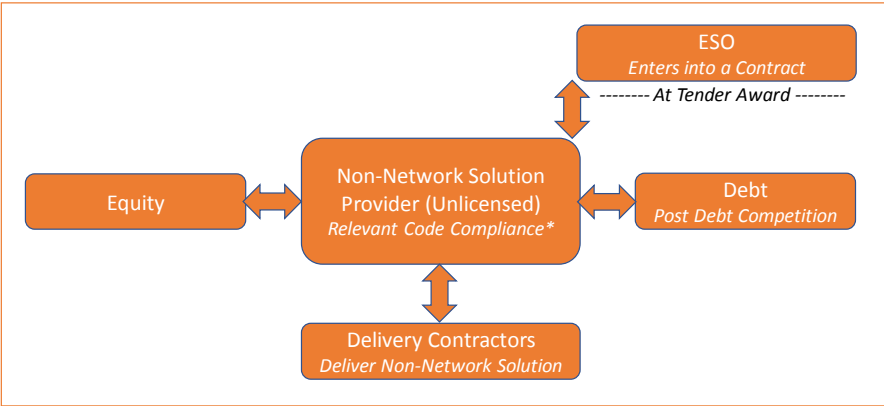 ESO
Enters into a Contract
-------- At Tender Award --------
Non-Network Solution
Provider (Unlicensed)
Relevant Code Compliance*
Equity
Debt
Post Debt Competition
Delivery Contractors
Deliver Non-Network Solution